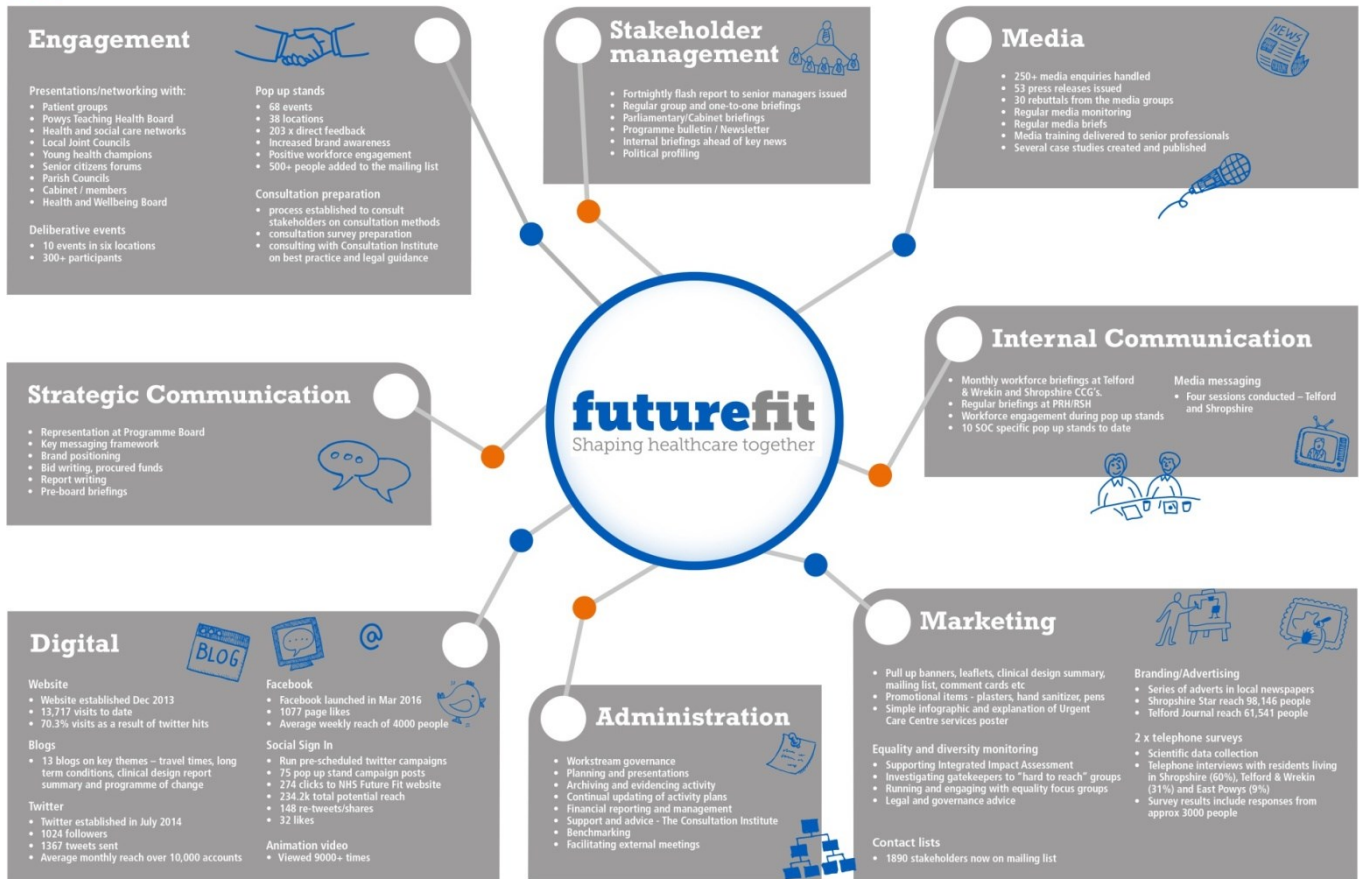 Engagement
Presentations/networking with:
• Patient groups
• Powys Teaching Health Board
• Health and social care networks
• Local Joint Councils
• Young health champions
• Senior citizens forums
• Parish Councils
• Cabinet / members
• Health and Wellbeing Board
Deliberative events
• 10 events in six locations
• 300+ participants
Pop up stands
• 68 events
• 38 locations
• 203 x direct feedback
• Increased brand awareness
• Positive workforce engagement
• 500+ people added to the mailing list
Consultation preparation
• process established to consult
stakeholders on consultation methods
• consultation survey preparation
• consulting with Consultation Institute
on best practice and legal guidance
Stakeholder
management
• Fortnightly flash report to senior managers issued
• Regular group and one-to-one briefings
• Parliamentary/Cabinet briefings
• Programme bulletin / Newsletter
• Internal briefings ahead of key news
• Political profiling
Media
NEWS
• 250+ media enquiries handled
• 53 press releases issued
• 30 rebuttals from the media groups
• Regular media monitoring
• Regular media briefs
• Media training delivered to senior professionals
• Several case studies created and published
Strategic Communication
• Representation at Programme Board
• Key messaging framework
• Brand positioning
• Bid writing, procured funds
• Report writing
• Pre-board briefings
futurefit
Shaping healthcare together
Internal Communication
• Monthly workforce briefings at Telford
& Wrekin and Shropshire CCG's.
• Regular briefings at PRH/RSH
• Workforce engagement during pop up stands
• 10 SOC specific pop up stands to date
Media messaging
• Four sessions conducted – Telford
and Shropshire
Digital
BLOG
@
Website
• Website established Dec 2013
• 13,717 visits to date
• 70.3% visits as a result of twitter hits
Blogs
• 13 blogs on key themes – travel times, long
term conditions, clinical design report
summary and programme of change
Twitter
• Twitter established in July 2014
• 1024 followers
• 1367 tweets sent
• Average monthly reach over 10,000 accounts
Facebook
• Facebook launched in Mar 2016
• 1077 page likes
• Average weekly reach of 4000 people
Social Sign In
• Run pre-scheduled twitter campaigns
• 75 pop up stand campaign posts
• 274 clicks to NHS Future Fit website
• 234.2k total potential reach
• 148 re-tweets/shares
• 32 likes
Animation video
• Viewed 9000+ times
Administration
• Workstream governance
• Planning and presentations
• Archiving and evidencing activity
• Continual updating of activity plans
• Financial reporting and management
• Support and advice - The Consultation Institute
• Benchmarking
• Facilitating external meetings
Marketing
• Pull up banners, leaflets, clinical design summary,
mailing list, comment cards etc
• Promotional items - plasters, hand sanitizer, pens
• Simple infographic and explanation of Urgent
Care Centre services poster
Equality and diversity monitoring
• Supporting Integrated Impact Assessment
• Investigating gatekeepers to "hard to reach" groups
• Running and engaging with equality focus groups
• Legal and governance advice
Contact lists
• 1890 stakeholders now on mailing list
Branding/Advertising
• Series of adverts in local newspapers
• Shropshire Star reach 98,146 people
• Telford Journal reach 61,541 people
2 x telephone surveys
• Scientific data collection
• Telephone interviews with residents living
in Shropshire (60%), Telford & Wrekin
(31%) and East Powys (9%)
• Survey results include responses from
approx 3000 people